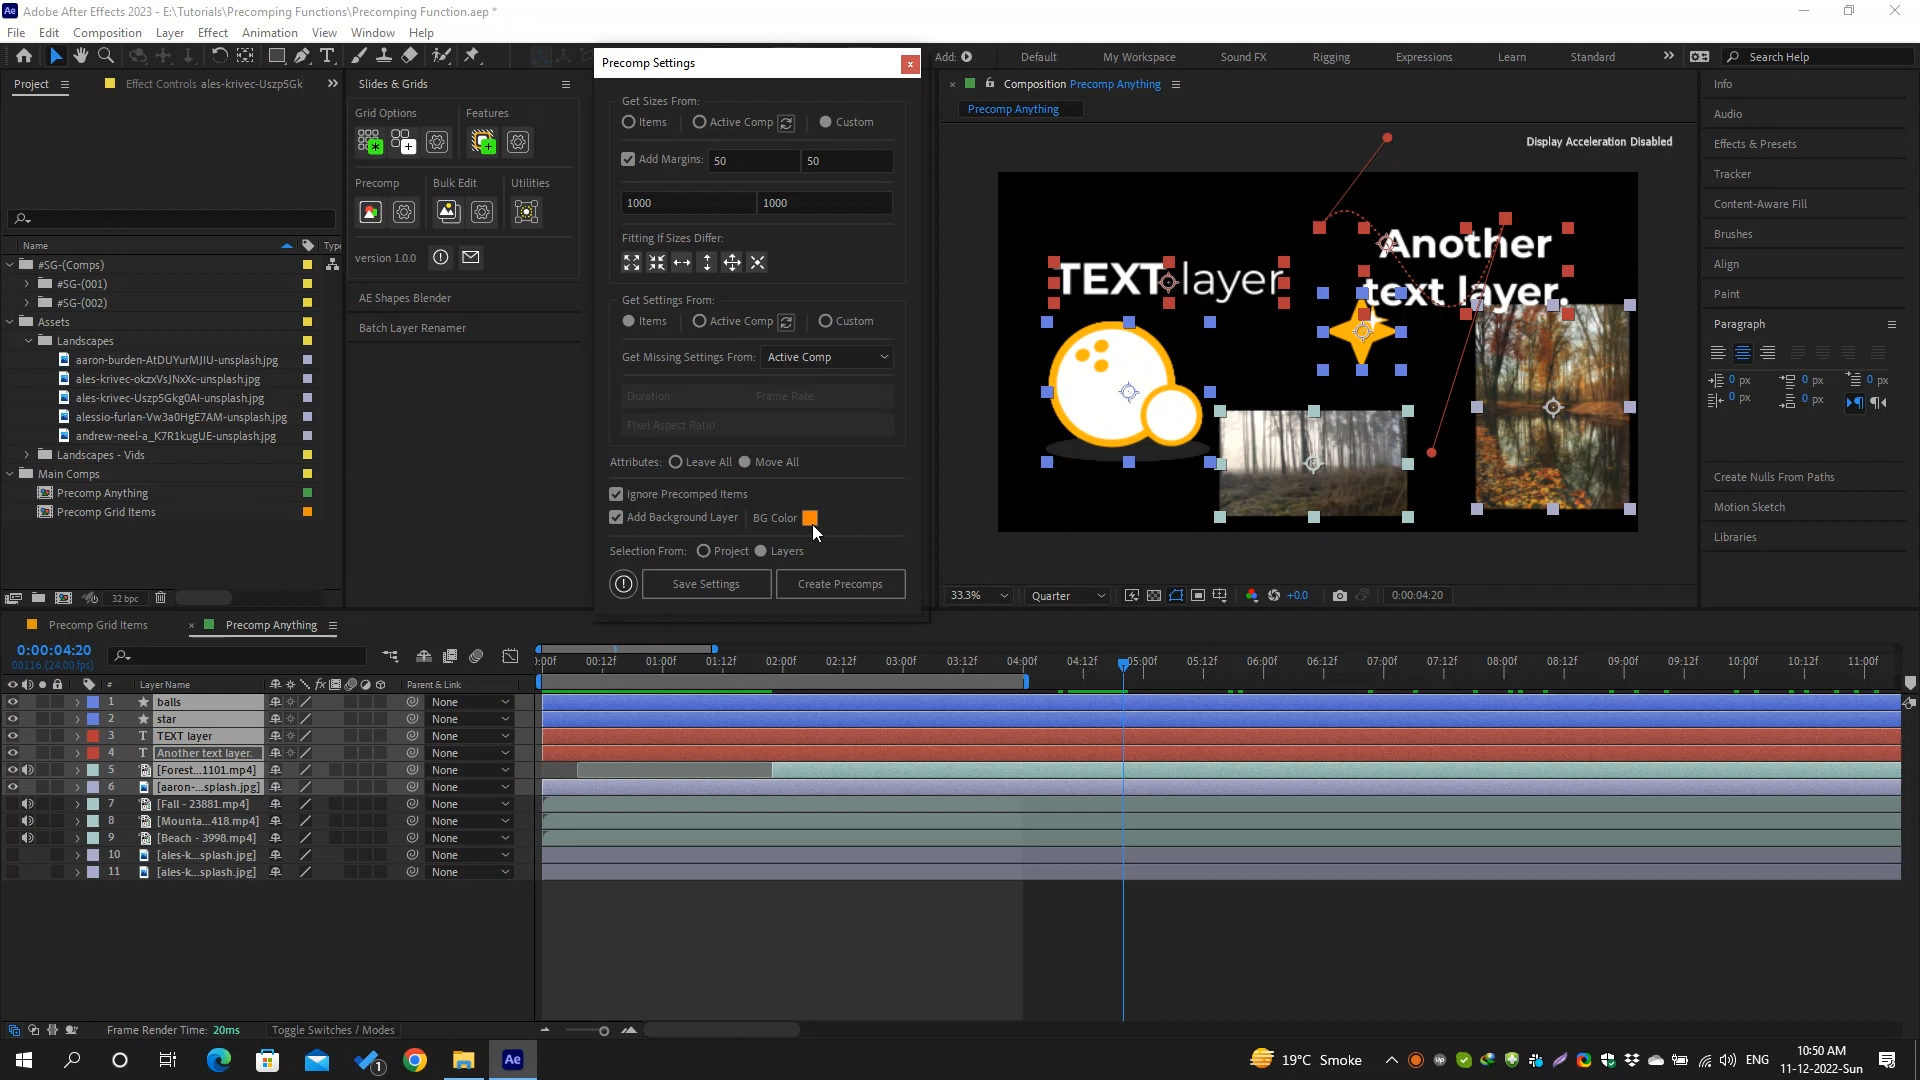 Adobe After Effects 2023 - E:\Tutorials\Precomping Functions\Precomping Function.aep *
File Edit Composition Layer Effect Animation View Window Help
Add: Default My Workspace Sound FX Rigging Expressions Learn Standard Search Help
Project
Effect Controls ales-krivec-Uszp5Gk
Name Type
#SG-(Comps)
#SG-(001)
#SG-(002)
Assets
Landscapes
aaron-burden-AtDUYurMJIU-unsplash.jpg
ales-krivec-okzxVsJNxXc-unsplash.jpg
ales-krivec-Uszp5Gkg0AI-unsplash.jpg
alessio-furlan-Vw3a0HgE7AM-unsplash.jpg
andrew-neel-a_K7R1kugUE-unsplash.jpg
Landscapes - Vids
Main Comps
Precomp Anything
Precomp Grid Items
32 bpc
Slides & Grids
Grid Options Features
Precomp Bulk Edit Utilities
version 1.0.0
AE Shapes Blender
Batch Layer Renamer
Precomp Settings
Get Sizes From:
Items Active Comp Custom
Add Margins: 50 50
1000 1000
Fitting If Sizes Differ:
Get Settings From:
Items Active Comp Custom
Get Missing Settings From: Active Comp
Duration Frame Rate
Pixel Aspect Ratio
Attributes: Leave All Move All
Ignore Precomped Items
Add Background Layer BG Color
Selection From: Project Layers
Save Settings Create Precomps
Composition Precomp Anything
Precomp Anything
Display Acceleration Disabled
TEXT layer
Another
text layer.
33.3% Quarter +0.0 0:00:04:20
Info
Audio
Effects & Presets
Tracker
Content-Aware Fill
Brushes
Align
Paint
Paragraph
0 px 0 px 0 px
0 px 0 px
Create Nulls From Paths
Motion Sketch
Libraries
Precomp Grid Items
Precomp Anything
0:00:04:20
00116 (24.00 fps)
:00f 00:12f 01:00f 01:12f 02:00f 02:12f 03:00f 03:12f 04:00f 04:12f 05:00f 05:12f 06:00f 06:12f 07:00f 07:12f 08:00f 08:12f 09:00f 09:12f 10:00f 10:12f 11:00f
# Layer Name fx Parent & Link
1 balls None
2 star None
3 T TEXT layer None
4 T Another text layer. None
5 [Forest...1101.mp4] None
6 [aaron-...splash.jpg] None
7 [Fall - 23881.mp4] None
8 [Mounta...418.mp4] None
9 [Beach - 3998.mp4] None
10 [ales-k...splash.jpg] None
11 [ales-k...splash.jpg] None
Frame Render Time: 20ms Toggle Switches / Modes
1
Ae
19°C Smoke
ENG
10:50 AM
11-12-2022-Sun